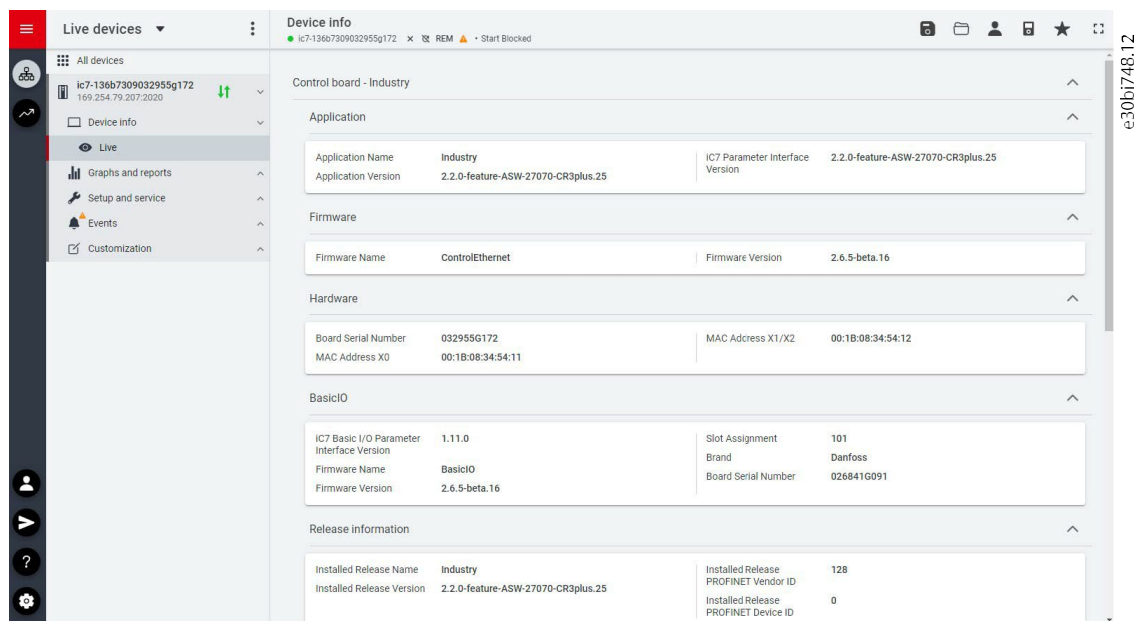 Live devices
Device info
ic7-136b7309032955g172 REM • Start Blocked
All devices
ic7-136b7309032955g172
169.254.79.207:2020
Device info
Live
Graphs and reports
Setup and service
Events
Customization
Control board - Industry
Application
Application Name Industry
Application Version 2.2.0-feature-ASW-27070-CR3plus.25
iC7 Parameter Interface Version 2.2.0-feature-ASW-27070-CR3plus.25
Firmware
Firmware Name ControlEthernet
Firmware Version 2.6.5-beta.16
Hardware
Board Serial Number 032955G172
MAC Address X0 00:1B:08:34:54:11
MAC Address X1/X2 00:1B:08:34:54:12
BasicIO
iC7 Basic I/O Parameter Interface Version 1.11.0
Firmware Name BasicIO
Firmware Version 2.6.5-beta.16
Slot Assignment 101
Brand Danfoss
Board Serial Number 026841G091
Release information
Installed Release Name Industry
Installed Release Version 2.2.0-feature-ASW-27070-CR3plus.25
Installed Release PROFINET Vendor ID 128
Installed Release PROFINET Device ID 0
e30bi748.12